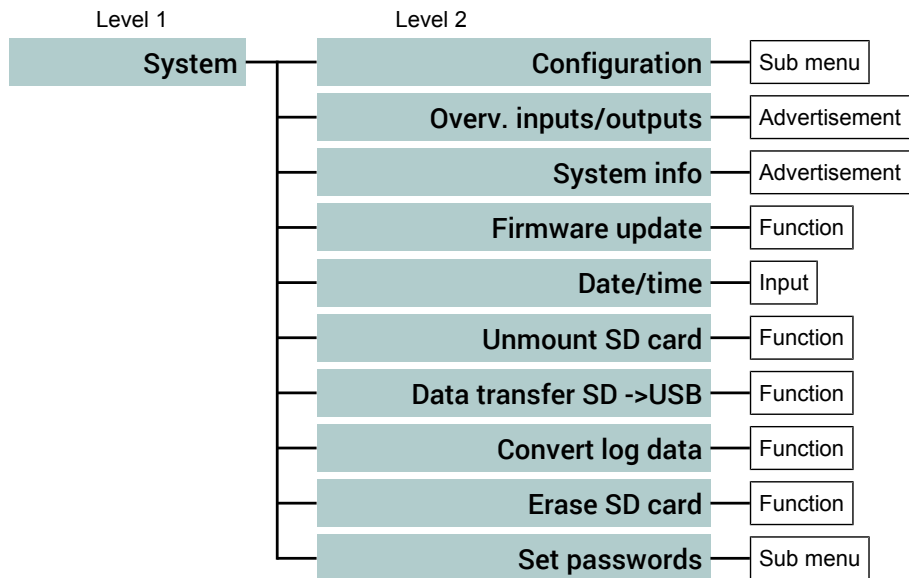 Level 1 Level 2
System Configuration Sub menu
Overv. inputs/outputs Advertisement
System info Advertisement
Firmware update Function
Date/time Input
Unmount SD card Function
Data transfer SD ->USB Function
Convert log data Function
Erase SD card Function
Set passwords Sub menu